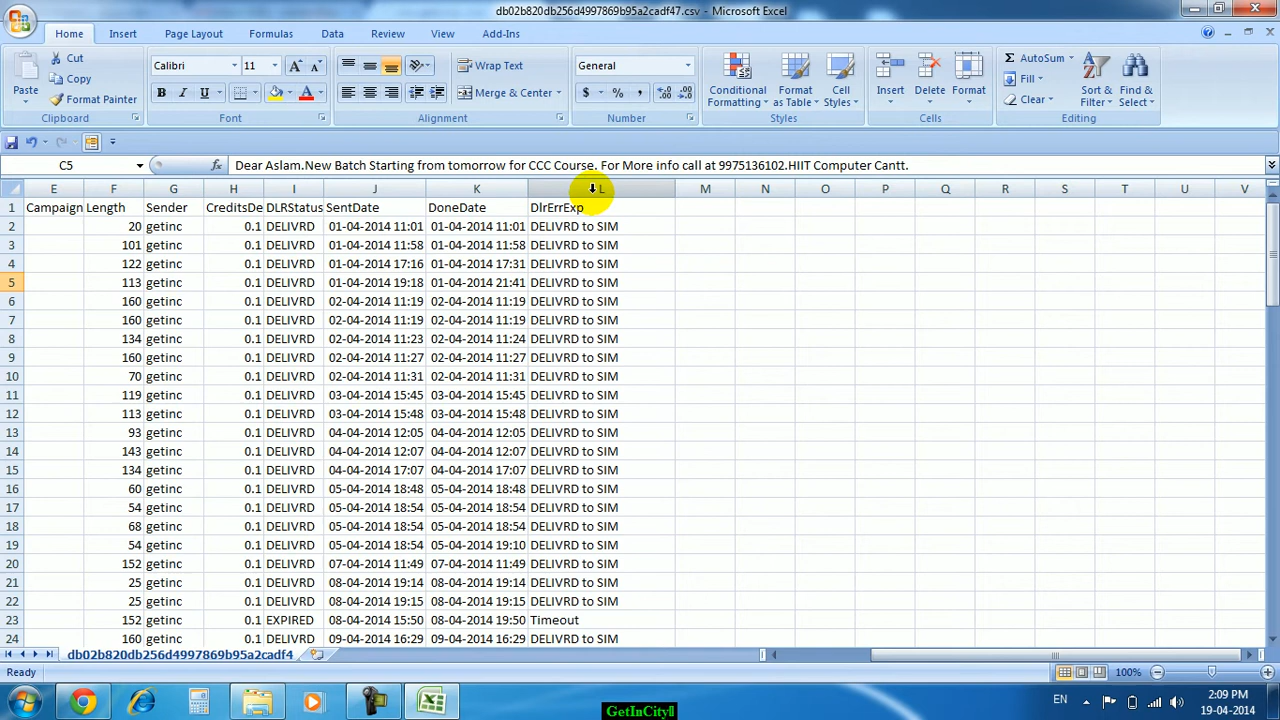 db02b820db256d4997869b95a2cadf47.csv - Microsoft Excel
Home Insert Page Layout Formulas Data Review View Add-Ins
Cut Calibri 11 Wrap Text General AutoSum
Copy Fill
Paste Format Painter Merge & Center Conditional Formatting Format as Table Cell Styles Insert Delete Format Clear Sort & Filter Find & Select
Clipboard Font Alignment Number Styles Cells Editing
C5 fx Dear Aslam.New Batch Starting from tomorrow for CCC Course. For More info call at 9975136102.HIIT Computer Cantt.
E F G H I J K L M N O P Q R S T U V
1 Campaign Length Sender CreditsDe DLRStatus SentDate DoneDate DlrErrExp
2 20 getinc 0.1 DELIVRD 01-04-2014 11:01 01-04-2014 11:01 DELIVRD to SIM
3 101 getinc 0.1 DELIVRD 01-04-2014 11:58 01-04-2014 11:58 DELIVRD to SIM
4 122 getinc 0.1 DELIVRD 01-04-2014 17:16 01-04-2014 17:31 DELIVRD to SIM
5 113 getinc 0.1 DELIVRD 01-04-2014 19:18 01-04-2014 21:41 DELIVRD to SIM
6 160 getinc 0.1 DELIVRD 02-04-2014 11:19 02-04-2014 11:19 DELIVRD to SIM
7 160 getinc 0.1 DELIVRD 02-04-2014 11:19 02-04-2014 11:19 DELIVRD to SIM
8 134 getinc 0.1 DELIVRD 02-04-2014 11:23 02-04-2014 11:24 DELIVRD to SIM
9 160 getinc 0.1 DELIVRD 02-04-2014 11:27 02-04-2014 11:27 DELIVRD to SIM
10 70 getinc 0.1 DELIVRD 02-04-2014 11:31 02-04-2014 11:31 DELIVRD to SIM
11 119 getinc 0.1 DELIVRD 03-04-2014 15:45 03-04-2014 15:45 DELIVRD to SIM
12 113 getinc 0.1 DELIVRD 03-04-2014 15:48 03-04-2014 15:48 DELIVRD to SIM
13 93 getinc 0.1 DELIVRD 04-04-2014 12:05 04-04-2014 12:05 DELIVRD to SIM
14 143 getinc 0.1 DELIVRD 04-04-2014 12:07 04-04-2014 12:07 DELIVRD to SIM
15 134 getinc 0.1 DELIVRD 04-04-2014 17:07 04-04-2014 17:07 DELIVRD to SIM
16 60 getinc 0.1 DELIVRD 05-04-2014 18:48 05-04-2014 18:48 DELIVRD to SIM
17 54 getinc 0.1 DELIVRD 05-04-2014 18:54 05-04-2014 18:54 DELIVRD to SIM
18 68 getinc 0.1 DELIVRD 05-04-2014 18:54 05-04-2014 18:54 DELIVRD to SIM
19 54 getinc 0.1 DELIVRD 05-04-2014 18:54 05-04-2014 19:10 DELIVRD to SIM
20 152 getinc 0.1 DELIVRD 07-04-2014 11:49 07-04-2014 11:49 DELIVRD to SIM
21 25 getinc 0.1 DELIVRD 08-04-2014 19:14 08-04-2014 19:14 DELIVRD to SIM
22 25 getinc 0.1 DELIVRD 08-04-2014 19:15 08-04-2014 19:15 DELIVRD to SIM
23 152 getinc 0.1 EXPIRED 08-04-2014 15:50 08-04-2014 19:50 Timeout
24 160 getinc 0.1 DELIVRD 09-04-2014 16:29 09-04-2014 16:29 DELIVRD to SIM
db02b820db256d4997869b95a2cadf4
Ready 100%
EN 2:09 PM
19-04-2014
GetInCity